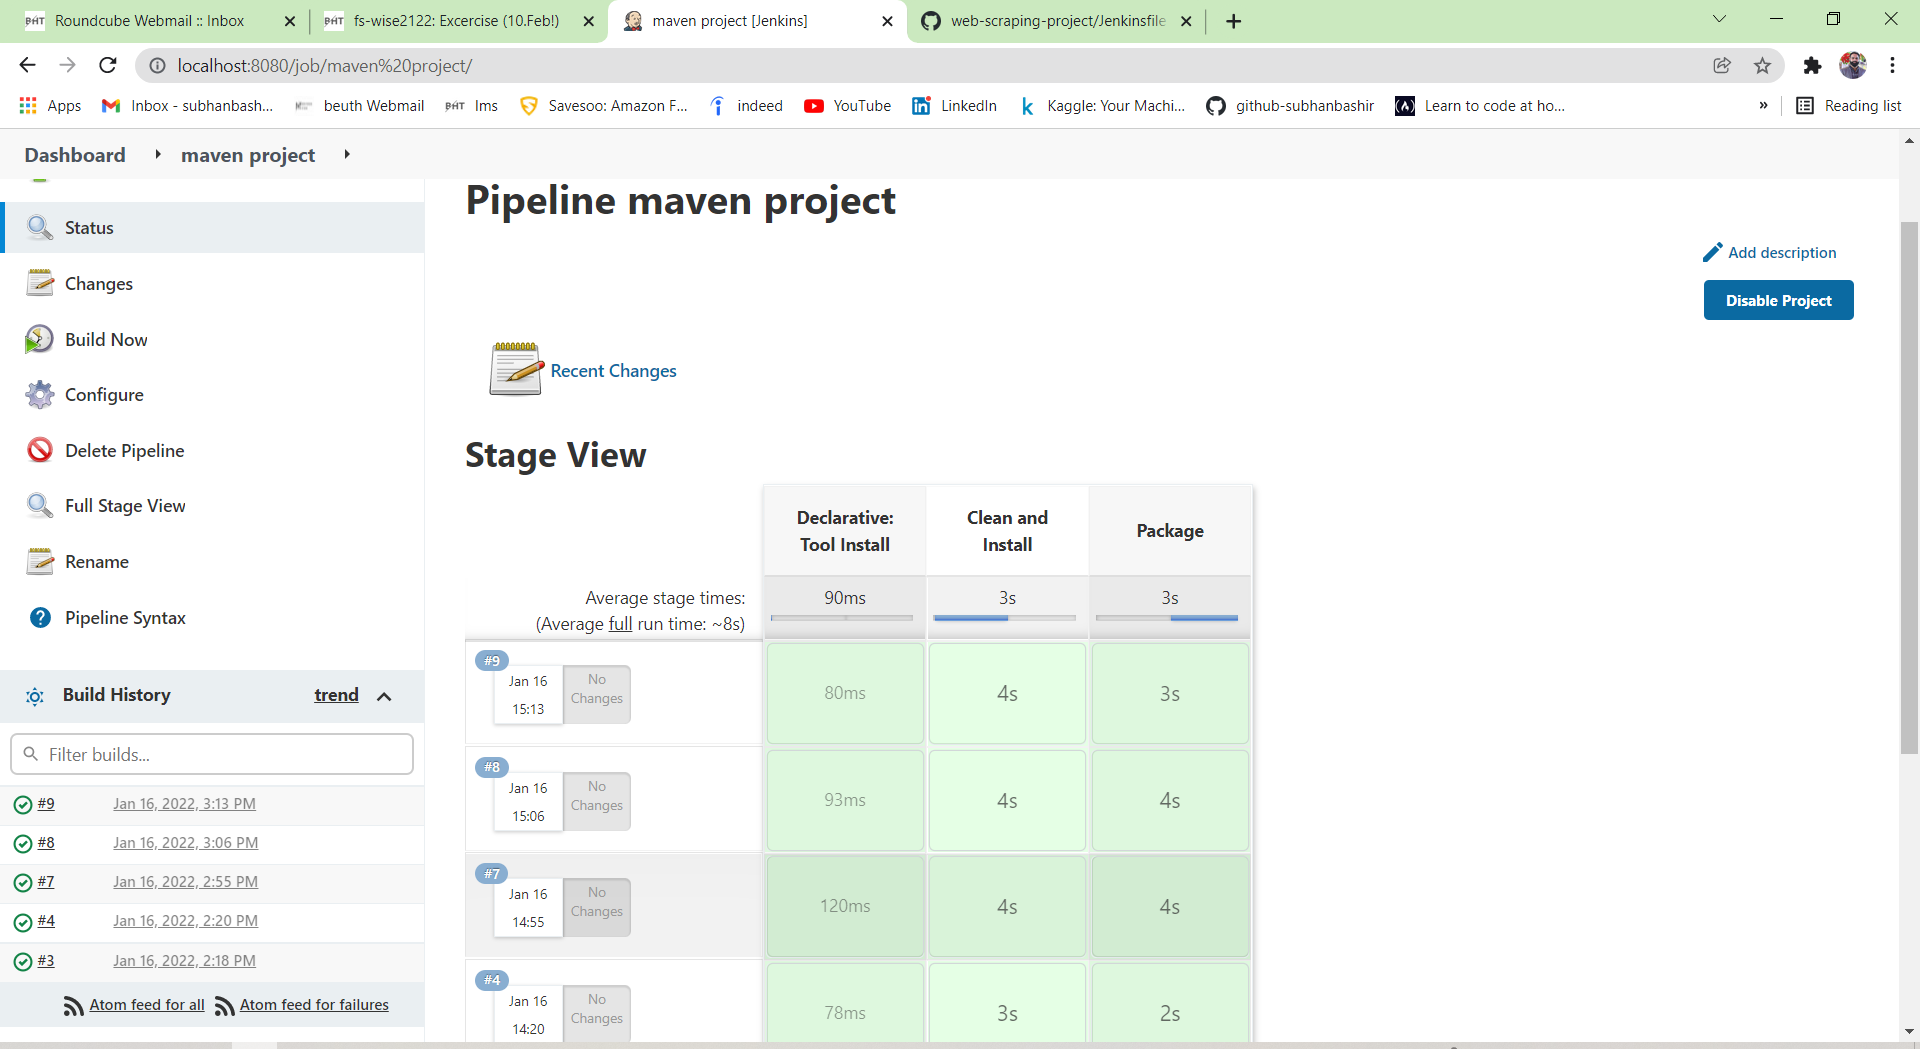 Roundcube Webmail :: Inbox
fs-wise2122: Excercise (10.Feb!)
maven project [Jenkins]
web-scraping-project/Jenkinsfile
localhost:8080/job/maven%20project/
Apps
Inbox - subhanbash...
beuth Webmail
lms
Savesoo: Amazon F...
indeed
YouTube
LinkedIn
Kaggle: Your Machi...
github-subhanbashir
Learn to code at ho...
»
Reading list
Dashboard
maven project
Status
Changes
Build Now
Configure
Delete Pipeline
Full Stage View
Rename
Pipeline Syntax
Build History
trend
Filter builds...
#9 Jan 16, 2022, 3:13 PM
#8 Jan 16, 2022, 3:06 PM
#7 Jan 16, 2022, 2:55 PM
#4 Jan 16, 2022, 2:20 PM
#3 Jan 16, 2022, 2:18 PM
Atom feed for all Atom feed for failures
Pipeline maven project
Add description
Disable Project
Recent Changes
Stage View
Declarative:
Tool Install
Clean and
Install
Package
Average stage times:
(Average full run time: ~8s)
90ms
3s
3s
#9
Jan 16
15:13
No
Changes
80ms
4s
3s
#8
Jan 16
15:06
No
Changes
93ms
4s
4s
#7
Jan 16
14:55
No
Changes
120ms
4s
4s
#4
Jan 16
14:20
No
Changes
78ms
3s
2s